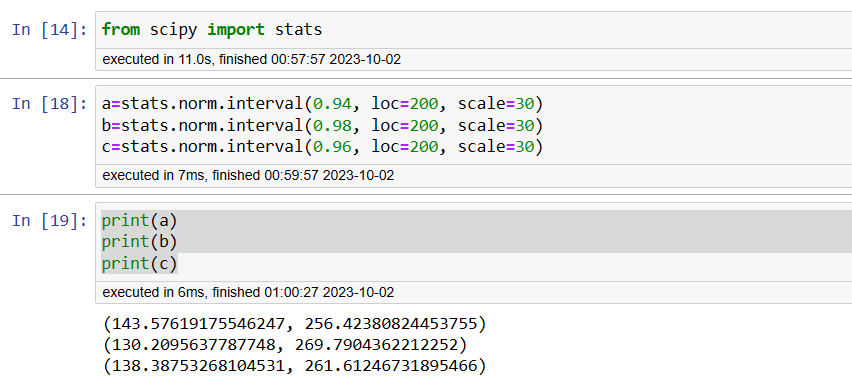 In [14]: from scipy import stats
executed in 11.0s, finished 00:57:57 2023-10-02
In [18]: a=stats.norm.interval(0.94, loc=200, scale=30)
b=stats.norm.interval(0.98, loc=200, scale=30)
c=stats.norm.interval(0.96, loc=200, scale=30)
executed in 7ms, finished 00:59:57 2023-10-02
In [19]: print(a)
print(b)
print(c)
executed in 6ms, finished 01:00:27 2023-10-02
(143.57619175546247, 256.42380824453755)
(130.2095637787748, 269.7904362212252)
(138.38753268104531, 261.61246731895466)